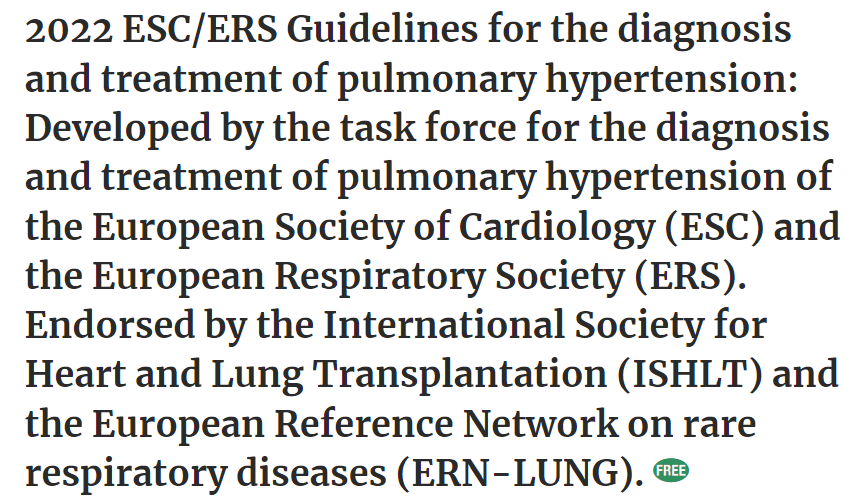 2022 ESC/ERS Guidelines for the diagnosis
and treatment of pulmonary hypertension:
Developed by the task force for the diagnosis
and treatment of pulmonary hypertension of
the European Society of Cardiology (ESC) and
the European Respiratory Society (ERS).
Endorsed by the International Society for
Heart and Lung Transplantation (ISHLT) and
the European Reference Network on rare
respiratory diseases (ERN-LUNG). FREE